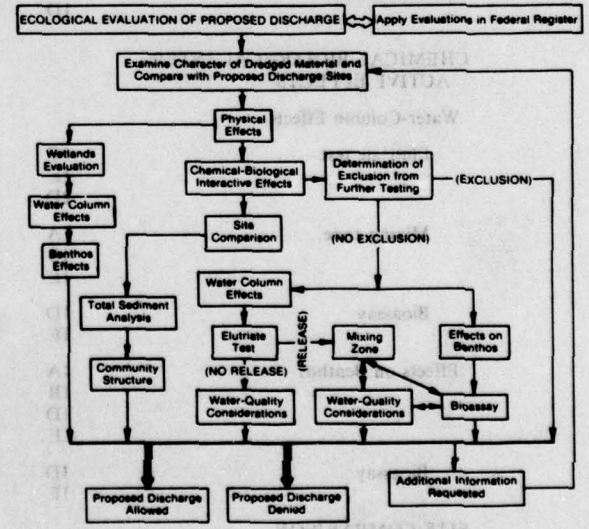 ECOLOGICAL EVALUATION OF PROPOSED DISCHARGE
Apply Evaluations in Federal Register
Examine Character of Dredged Material and
Compare with Proposed Discharge Sites
Physical
Effects
Wetlands
Evaluation
Chemical-Biological
Interactive Effects
Determination of
Exclusion from
Further Testing
(EXCLUSION)
Water Column
Effects
Site
Comparison
(NO EXCLUSION)
Benthos
Effects
Water Column
Effects
Total Sediment
Analysis
Elutriate
Test
(RELEASE)
Mixing
Zone
Effects on
Benthos
Community
Structure
(NO RELEASE)
Water-Quality
Considerations
Water-Quality
Considerations
Bioassay
Proposed Discharge
Allowed
Proposed Discharge
Denied
Additional Information
Requested